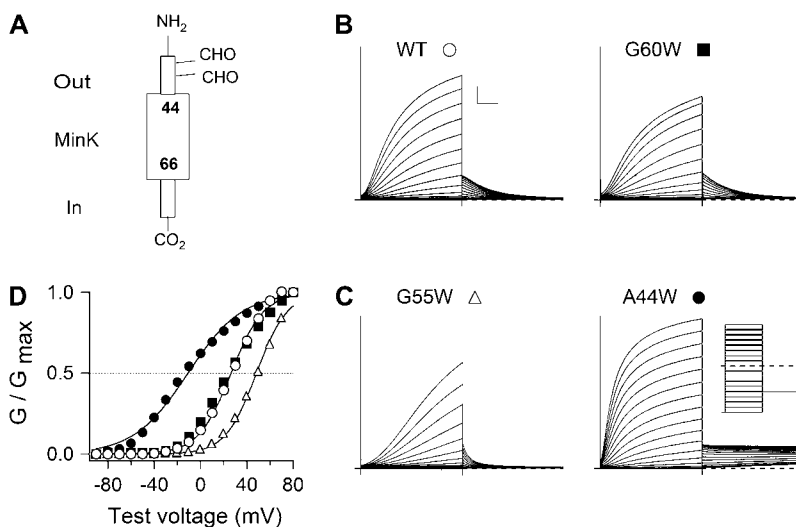 A
NH2
CHO
CHO
Out
44
MinK
66
In
CO2
B
WT
G60W
C
G55W
A44W
D
G / G max
1.0
0.5
0.0
-80
-40
0
40
80
Test voltage (mV)